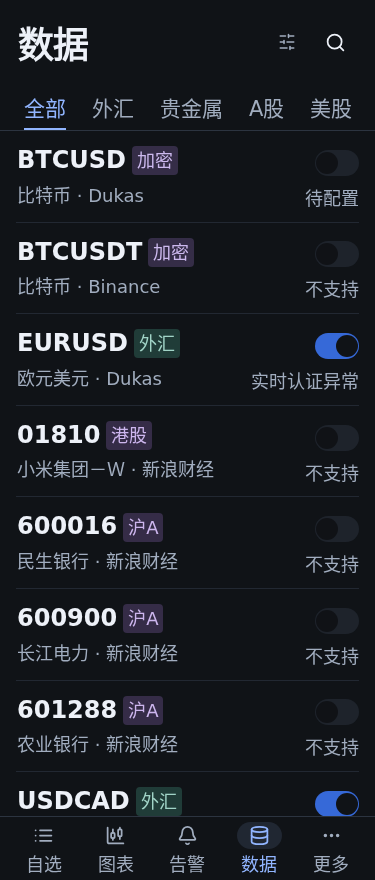 数据
全部 外汇 贵金属 A股 美股
BTCUSD 加密
比特币 · Dukas 待配置
BTCUSDT 加密
比特币 · Binance 不支持
EURUSD 外汇
欧元美元 · Dukas 实时认证异常
01810 港股
小米集团－W · 新浪财经 不支持
600016 沪A
民生银行 · 新浪财经 不支持
600900 沪A
长江电力 · 新浪财经 不支持
601288 沪A
农业银行 · 新浪财经 不支持
USDCAD 外汇
自选 图表 告警 数据 更多